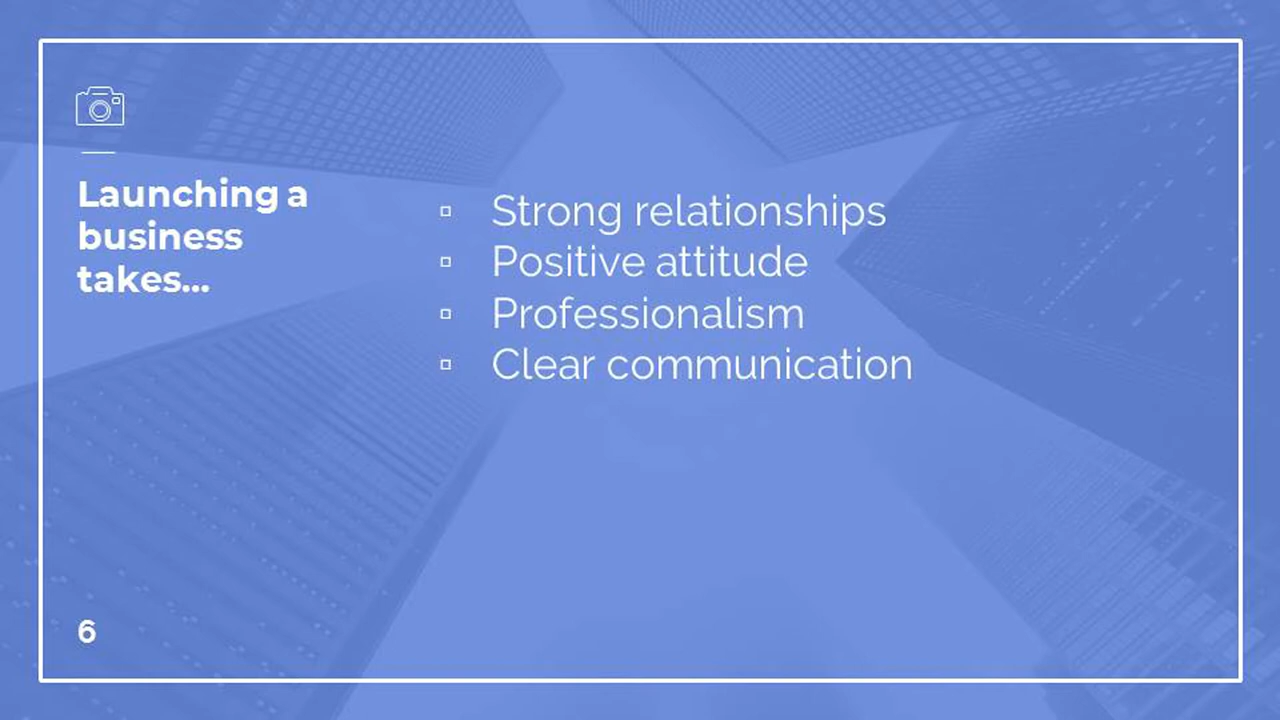 Launching a
business
takes...
Strong relationships
Positive attitude
Professionalism
Clear communication
6